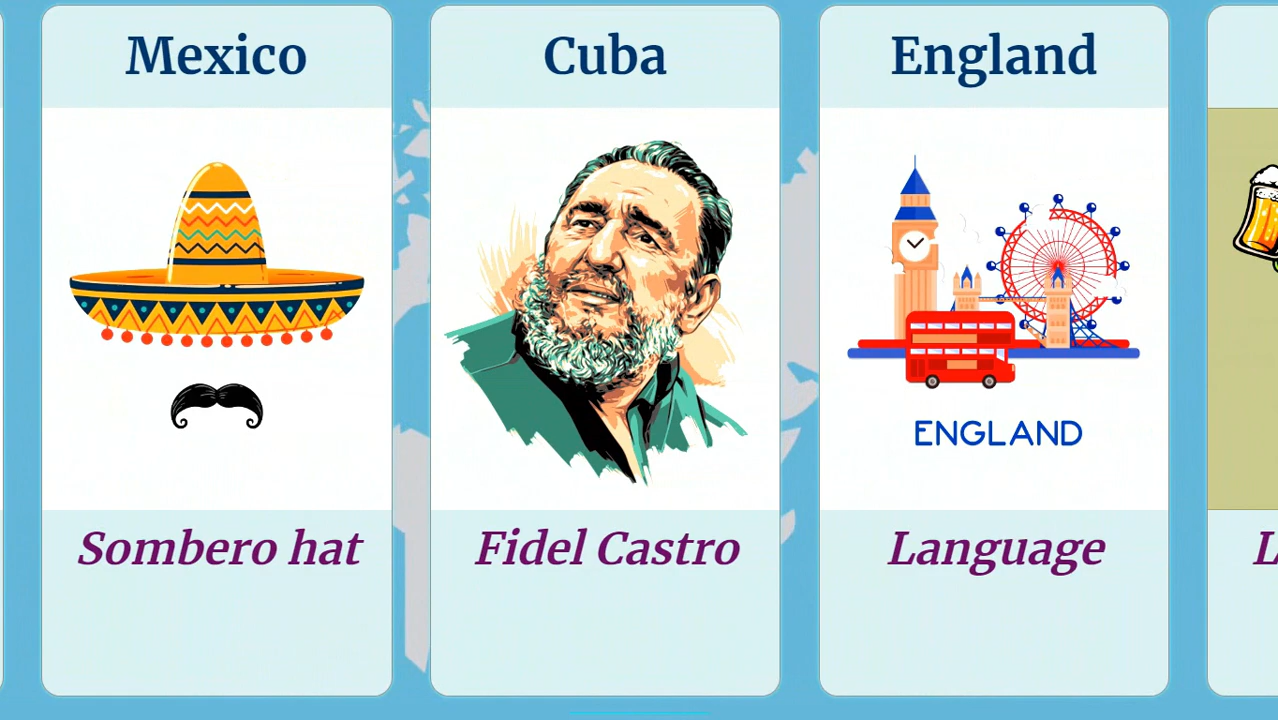 Mexico
Cuba
England
ENGLAND
Sombero hat
Fidel Castro
Language